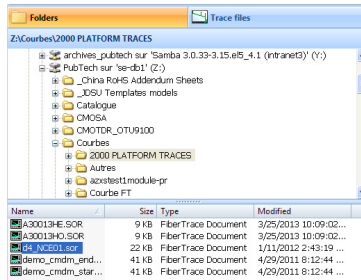 Folders Trace files
Z:\Courbes\2000 PLATFORM TRACES
archives_pubtech sur 'Samba 3.0.33-3.15.el5_4.1 (intranet3)' (Y:)
PubTech sur 'se-db1' (Z:)
_China RoHS Addendum Sheets
_JDSU Templates models
Catalogue
CMOSA
CMOTDR_OTU9100
Courbes
2000 PLATFORM TRACES
Autres
azxstest1module-pr
Courbe FT
Name Size Type Modified
A30013HE.SOR 9 KB FiberTrace Document 3/25/2013 10:09:02...
A30013HO.SOR 9 KB FiberTrace Document 3/25/2013 10:09:02...
d4_NCE01.sor 22 KB FiberTrace Document 1/11/2012 2:43:19 ...
demo_cmdm_end... 41 KB FiberTrace Document 4/29/2011 8:12:44 ...
demo_cmdm_star... 41 KB FiberTrace Document 4/29/2011 8:12:44 ...